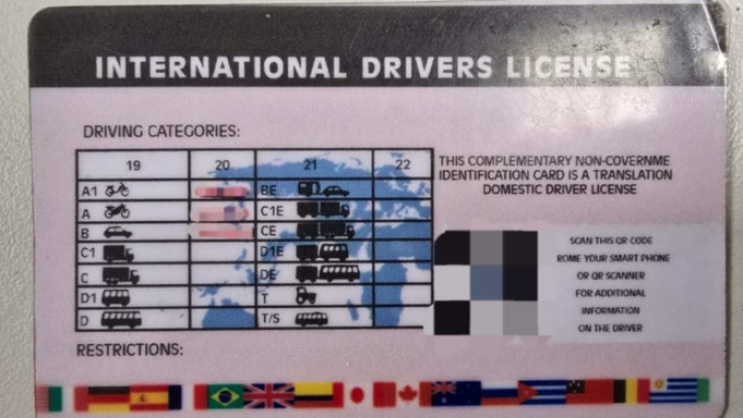 INTERNATIONAL DRIVERS LICENSE
DRIVING CATEGORIES:
19 20 21 22
A1 BE
A C1E
B CE
C1 D1E
C DE
D1 T
D T/S
THIS COMPLEMENTARY NON-COVERNME
IDENTIFICATION CARD IS A TRANSLATION
DOMESTIC DRIVER LICENSE
SCAN THIS QR CODE
ROME YOUR SMART PHONE
OR QR SCANNER
FOR ADDITIONAL
INFORMATION
ON THE DRIVER
RESTRICTIONS: